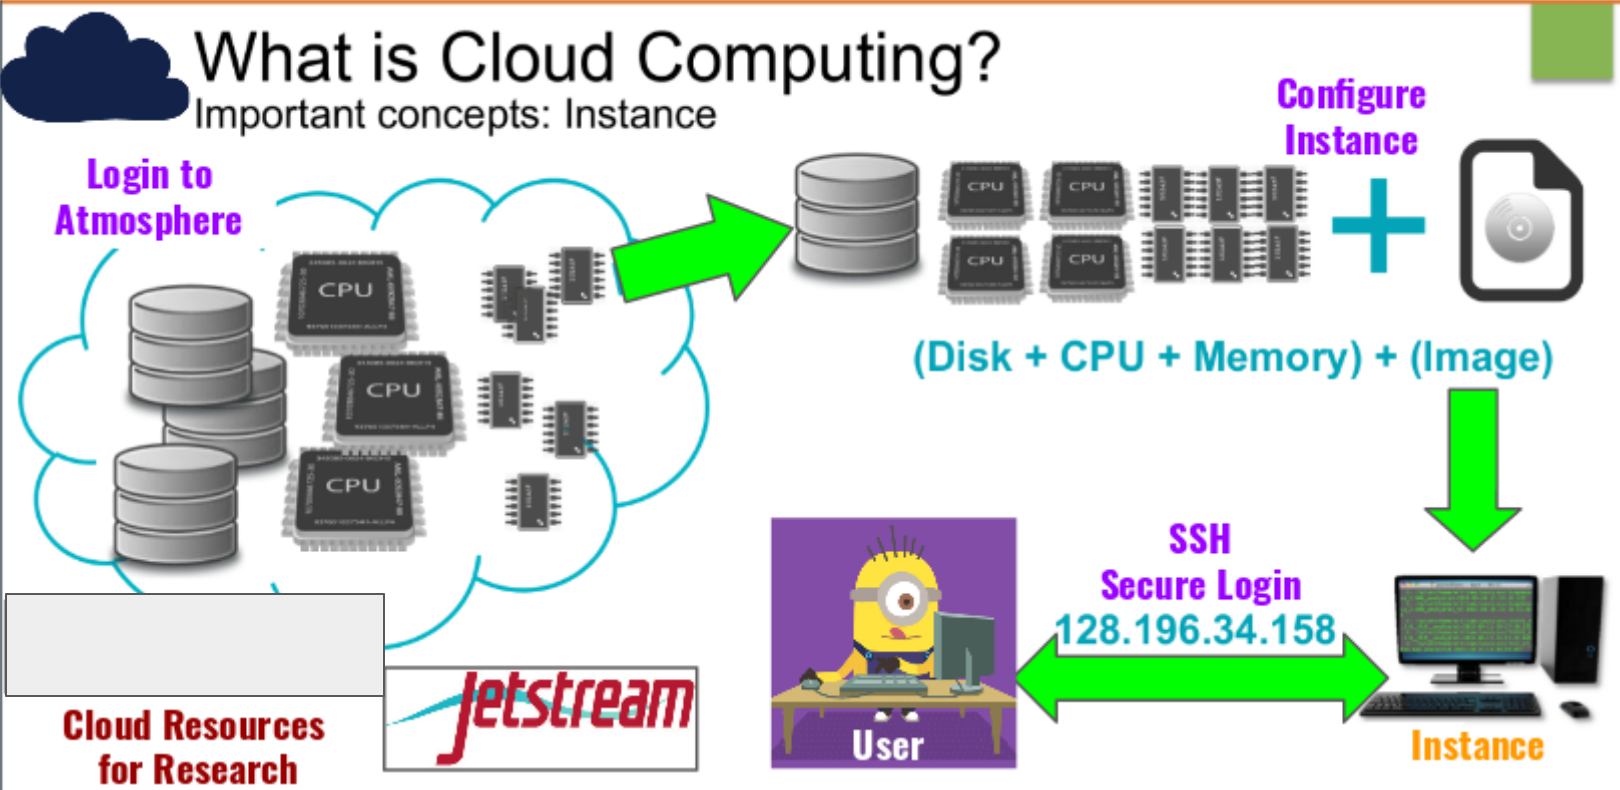 What is Cloud Computing?
Important concepts: Instance
Login to
Atmosphere
CPU
CPU
CPU
CPU
CPU
CPU
CPU
Configure
Instance
(Disk + CPU + Memory) + (Image)
SSH
Secure Login
128.196.34.158
User
Instance
Jetstream
Cloud Resources
for Research